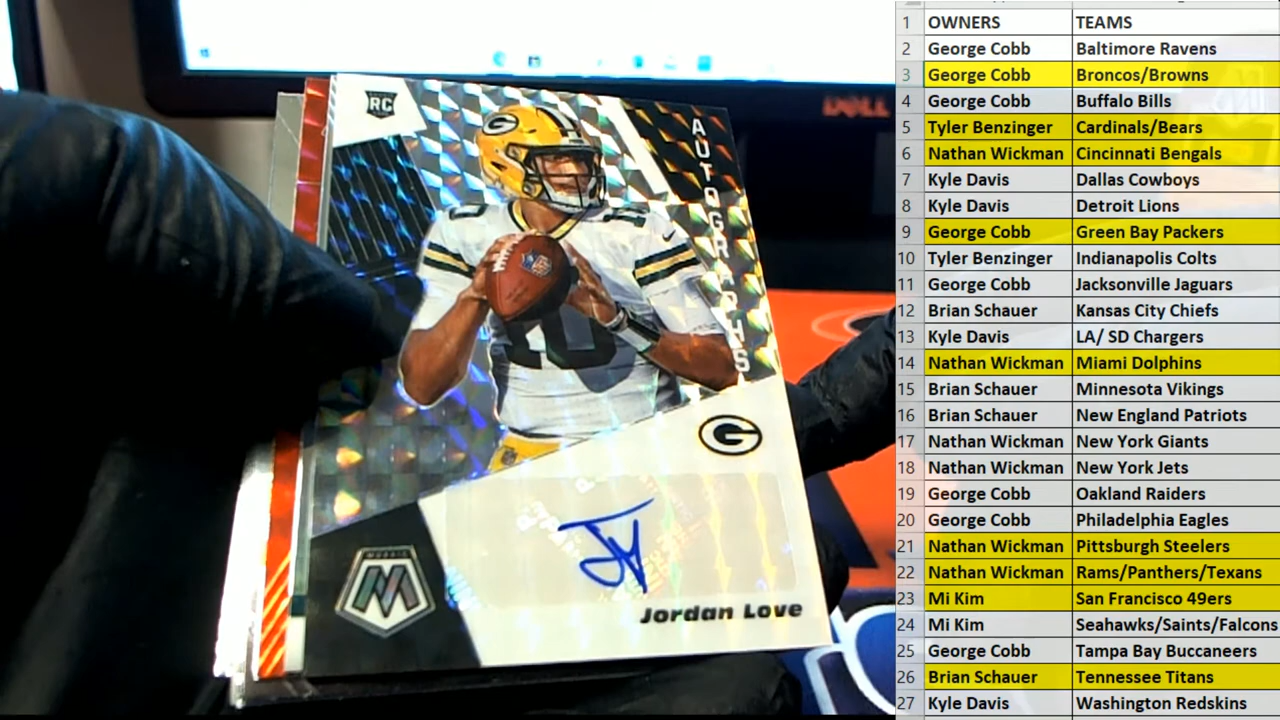 DELL
RC
AUTOGRAPHS
10
MOSAIC
Jordan Love
1 OWNERS TEAMS
2 George Cobb Baltimore Ravens
3 George Cobb Broncos/Browns
4 George Cobb Buffalo Bills
5 Tyler Benzinger Cardinals/Bears
6 Nathan Wickman Cincinnati Bengals
7 Kyle Davis Dallas Cowboys
8 Kyle Davis Detroit Lions
9 George Cobb Green Bay Packers
10 Tyler Benzinger Indianapolis Colts
11 George Cobb Jacksonville Jaguars
12 Brian Schauer Kansas City Chiefs
13 Kyle Davis LA/ SD Chargers
14 Nathan Wickman Miami Dolphins
15 Brian Schauer Minnesota Vikings
16 Brian Schauer New England Patriots
17 Nathan Wickman New York Giants
18 Nathan Wickman New York Jets
19 George Cobb Oakland Raiders
20 George Cobb Philadelphia Eagles
21 Nathan Wickman Pittsburgh Steelers
22 Nathan Wickman Rams/Panthers/Texans
23 Mi Kim San Francisco 49ers
24 Mi Kim Seahawks/Saints/Falcons
25 George Cobb Tampa Bay Buccaneers
26 Brian Schauer Tennessee Titans
27 Kyle Davis Washington Redskins